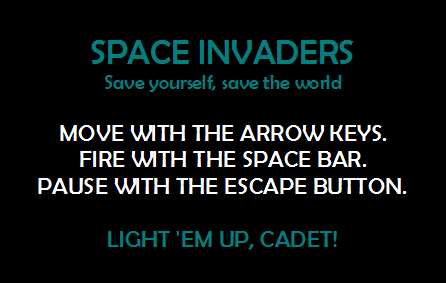 SPACE INVADERS
Save yourself, save the world
MOVE WITH THE ARROW KEYS.
FIRE WITH THE SPACE BAR.
PAUSE WITH THE ESCAPE BUTTON.
LIGHT 'EM UP, CADET!